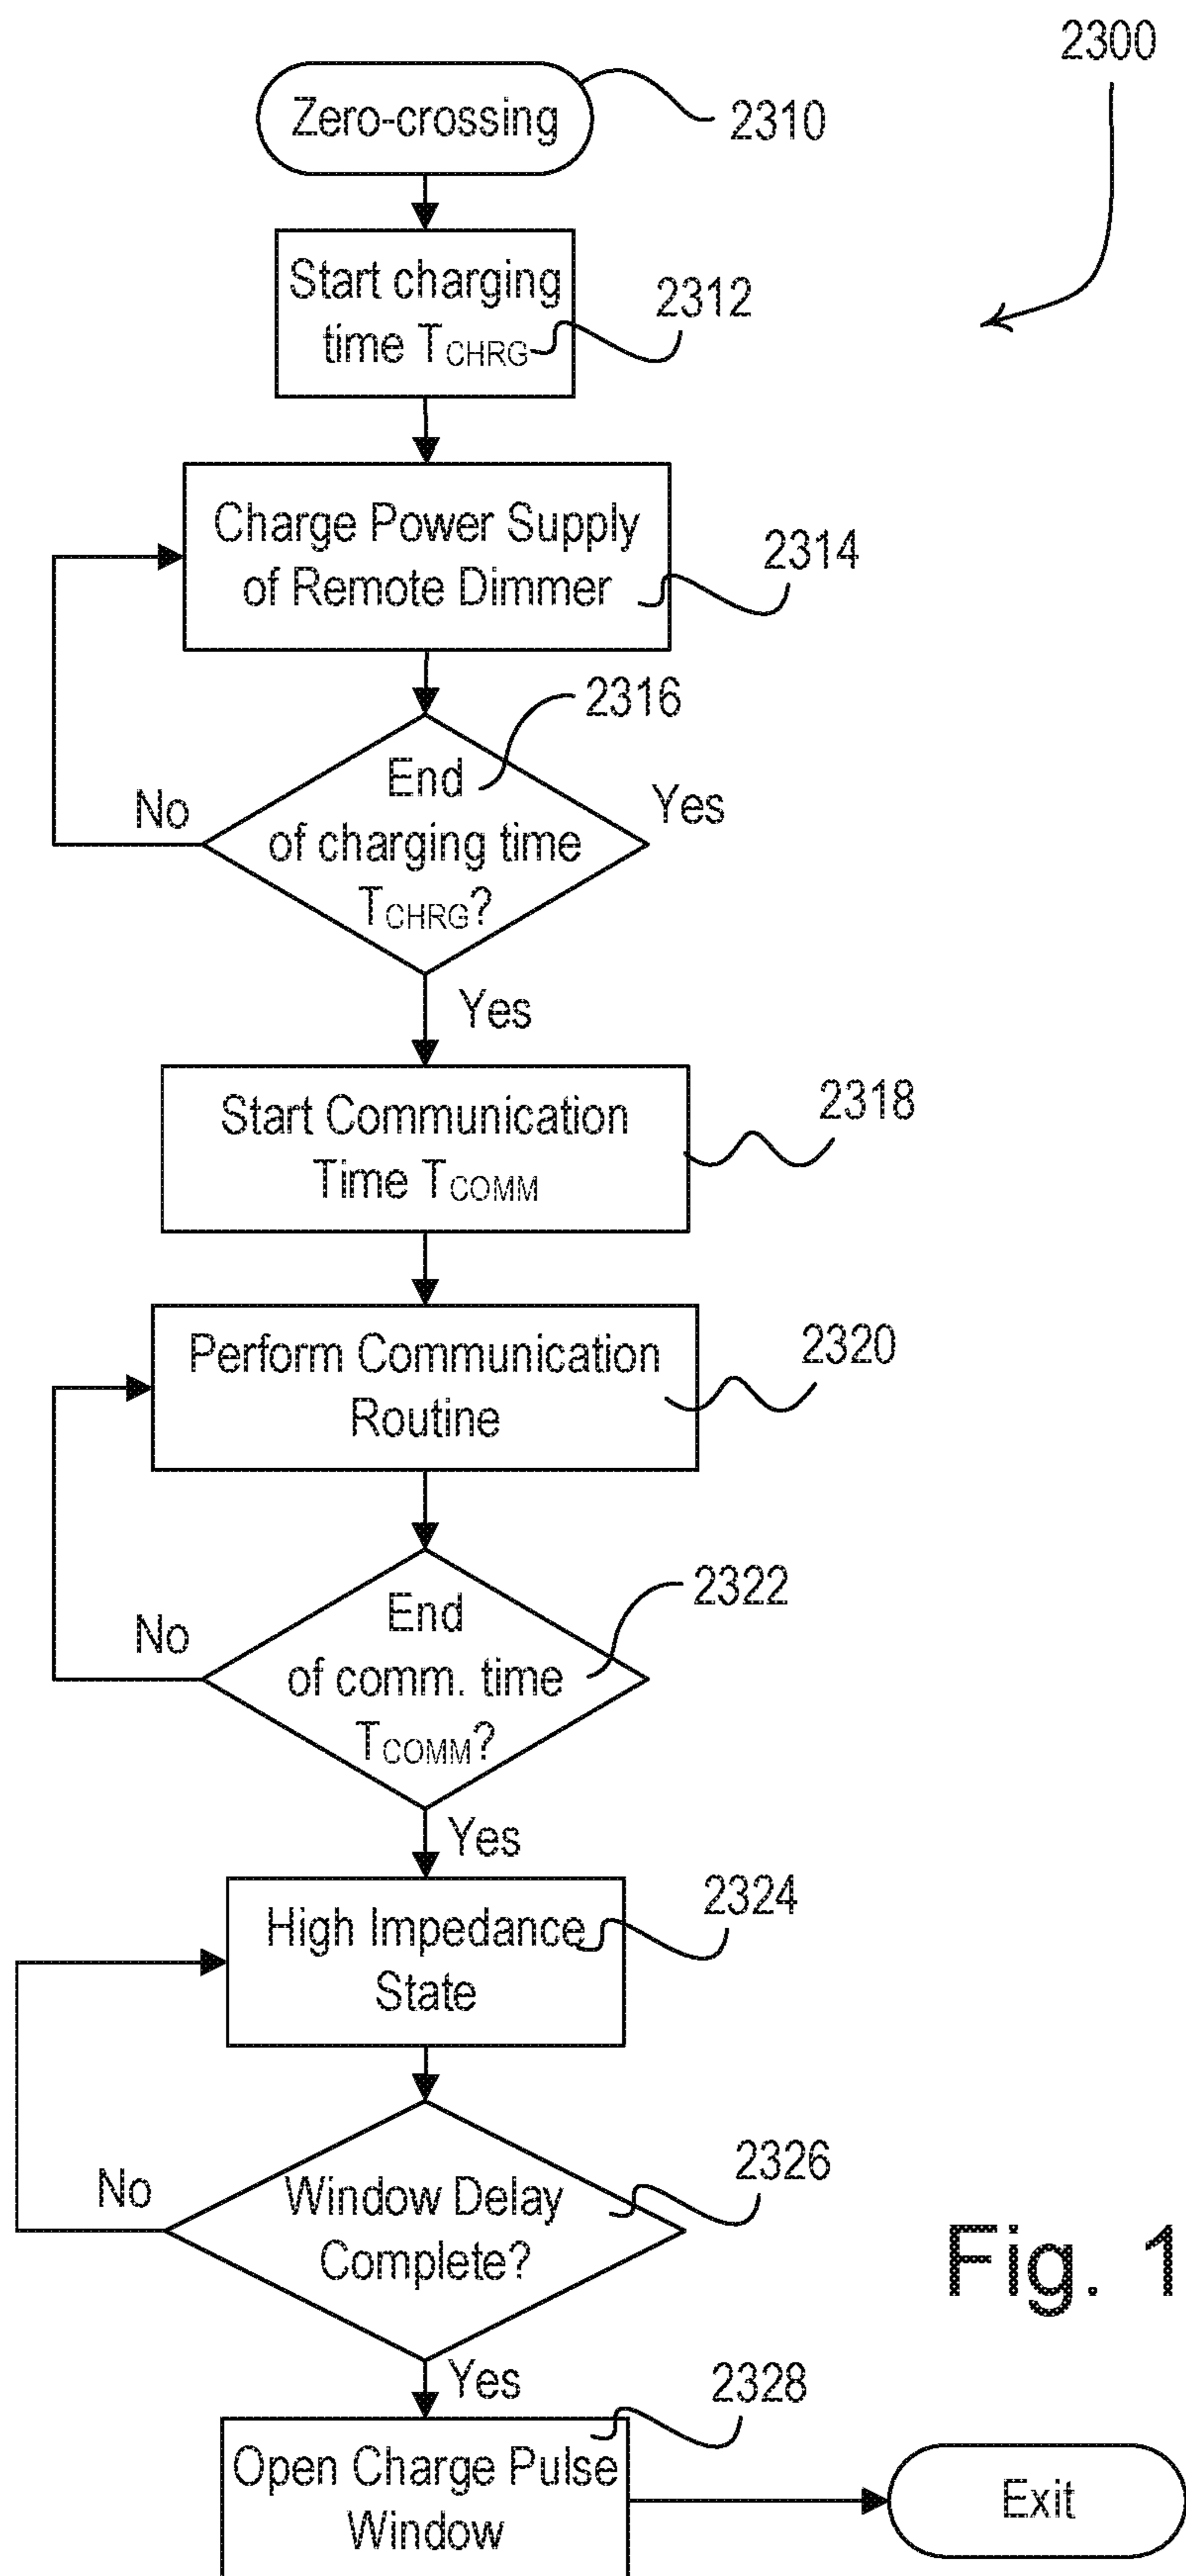 2300
Zero-crossing
2310
Start charging
time TCHRG
2312
Charge Power Supply
of Remote Dimmer
2314
2316
End
of charging time
TCHRG?
No
Yes
Yes
Start Communication
Time TCOMM
2318
Perform Communication
Routine
2320
2322
End
of comm. time
TCOMM?
No
Yes
High Impedance
State
2324
Window Delay
Complete?
2326
No
Yes
Fig. 1
Open Charge Pulse
Window
2328
Exit